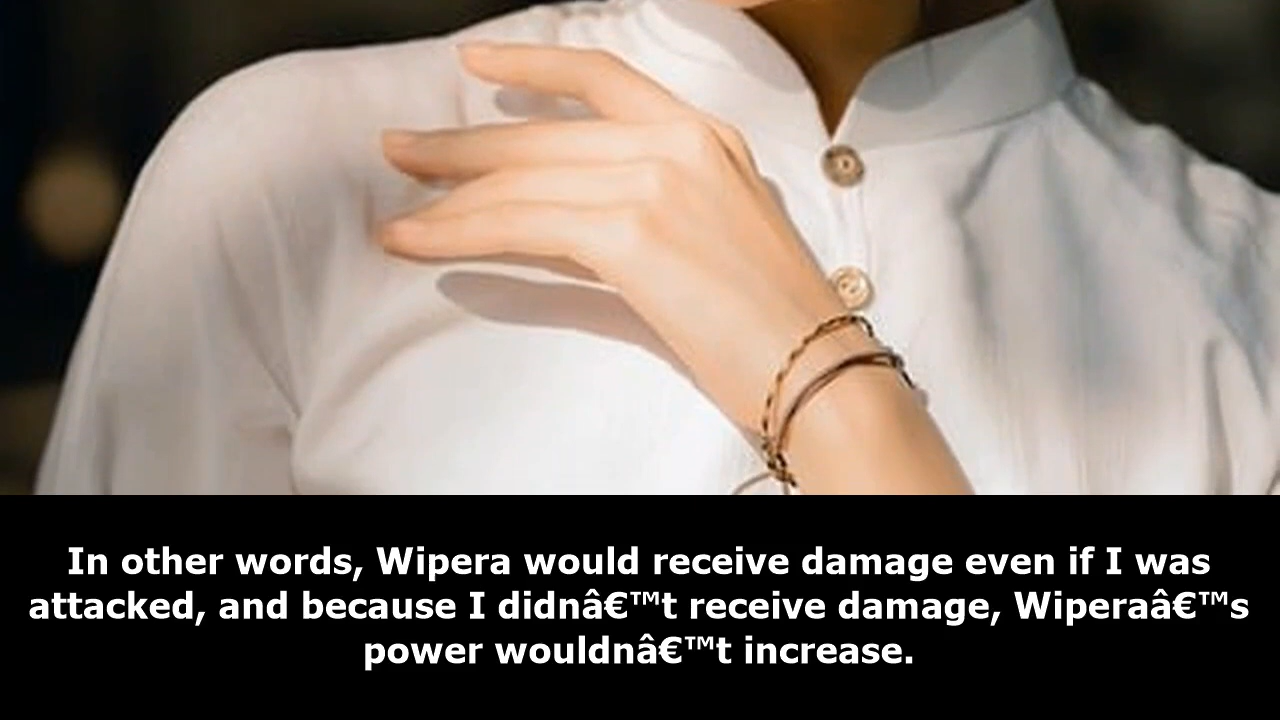 In other words, Wipera would receive damage even if I was
attacked, and because I didnâ€™t receive damage, Wiperaâ€™s
power wouldnâ€™t increase.